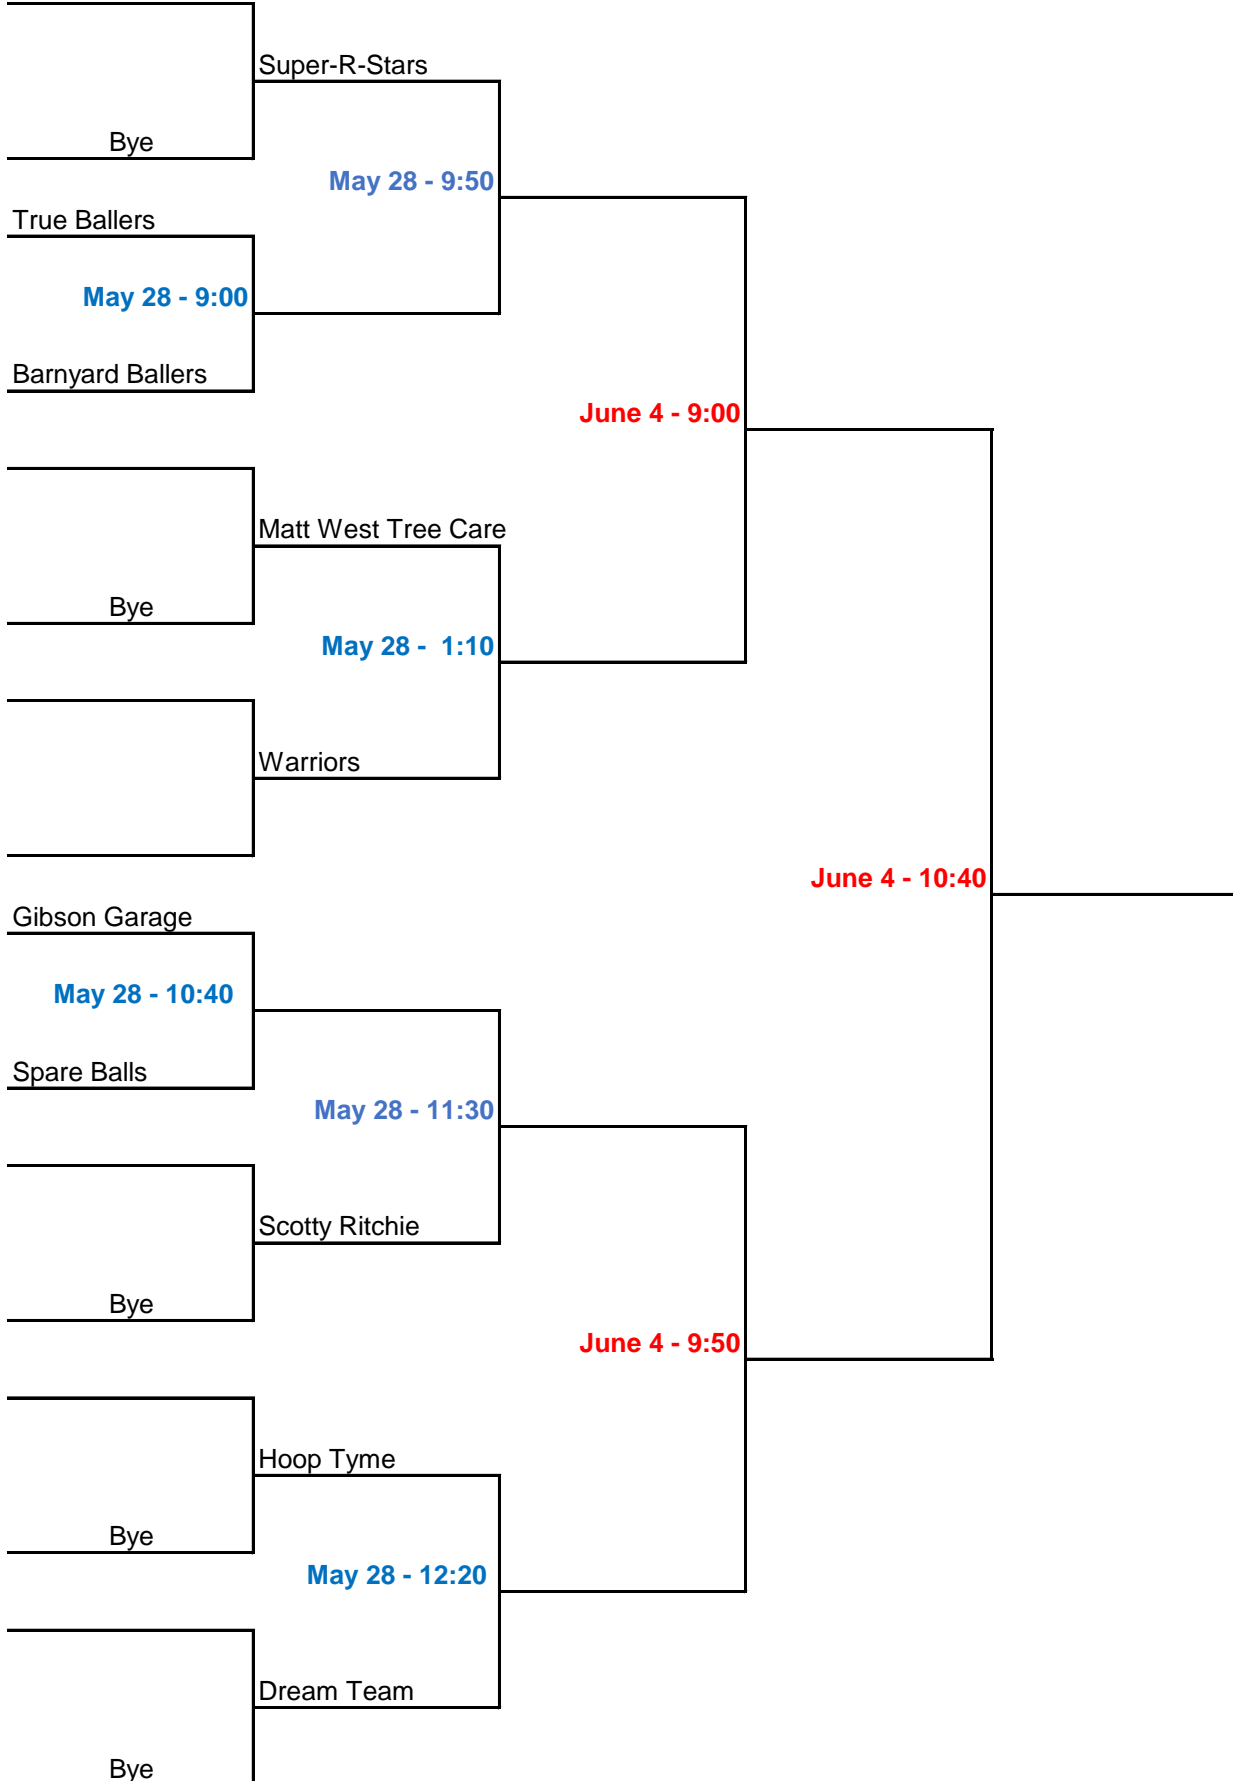 Super-R-Stars
Bye
May 28 - 9:50
True Ballers
May 28 - 9:00
Barnyard Ballers
June 4 - 9:00
Matt West Tree Care
Bye
May 28 -  1:10
Warriors
June 4 - 10:40
Gibson Garage
May 28 - 10:40
Spare Balls
May 28 - 11:30
Scotty Ritchie
Bye
June 4 - 9:50
Hoop Tyme
Bye
May 28 - 12:20
Dream Team
Bye